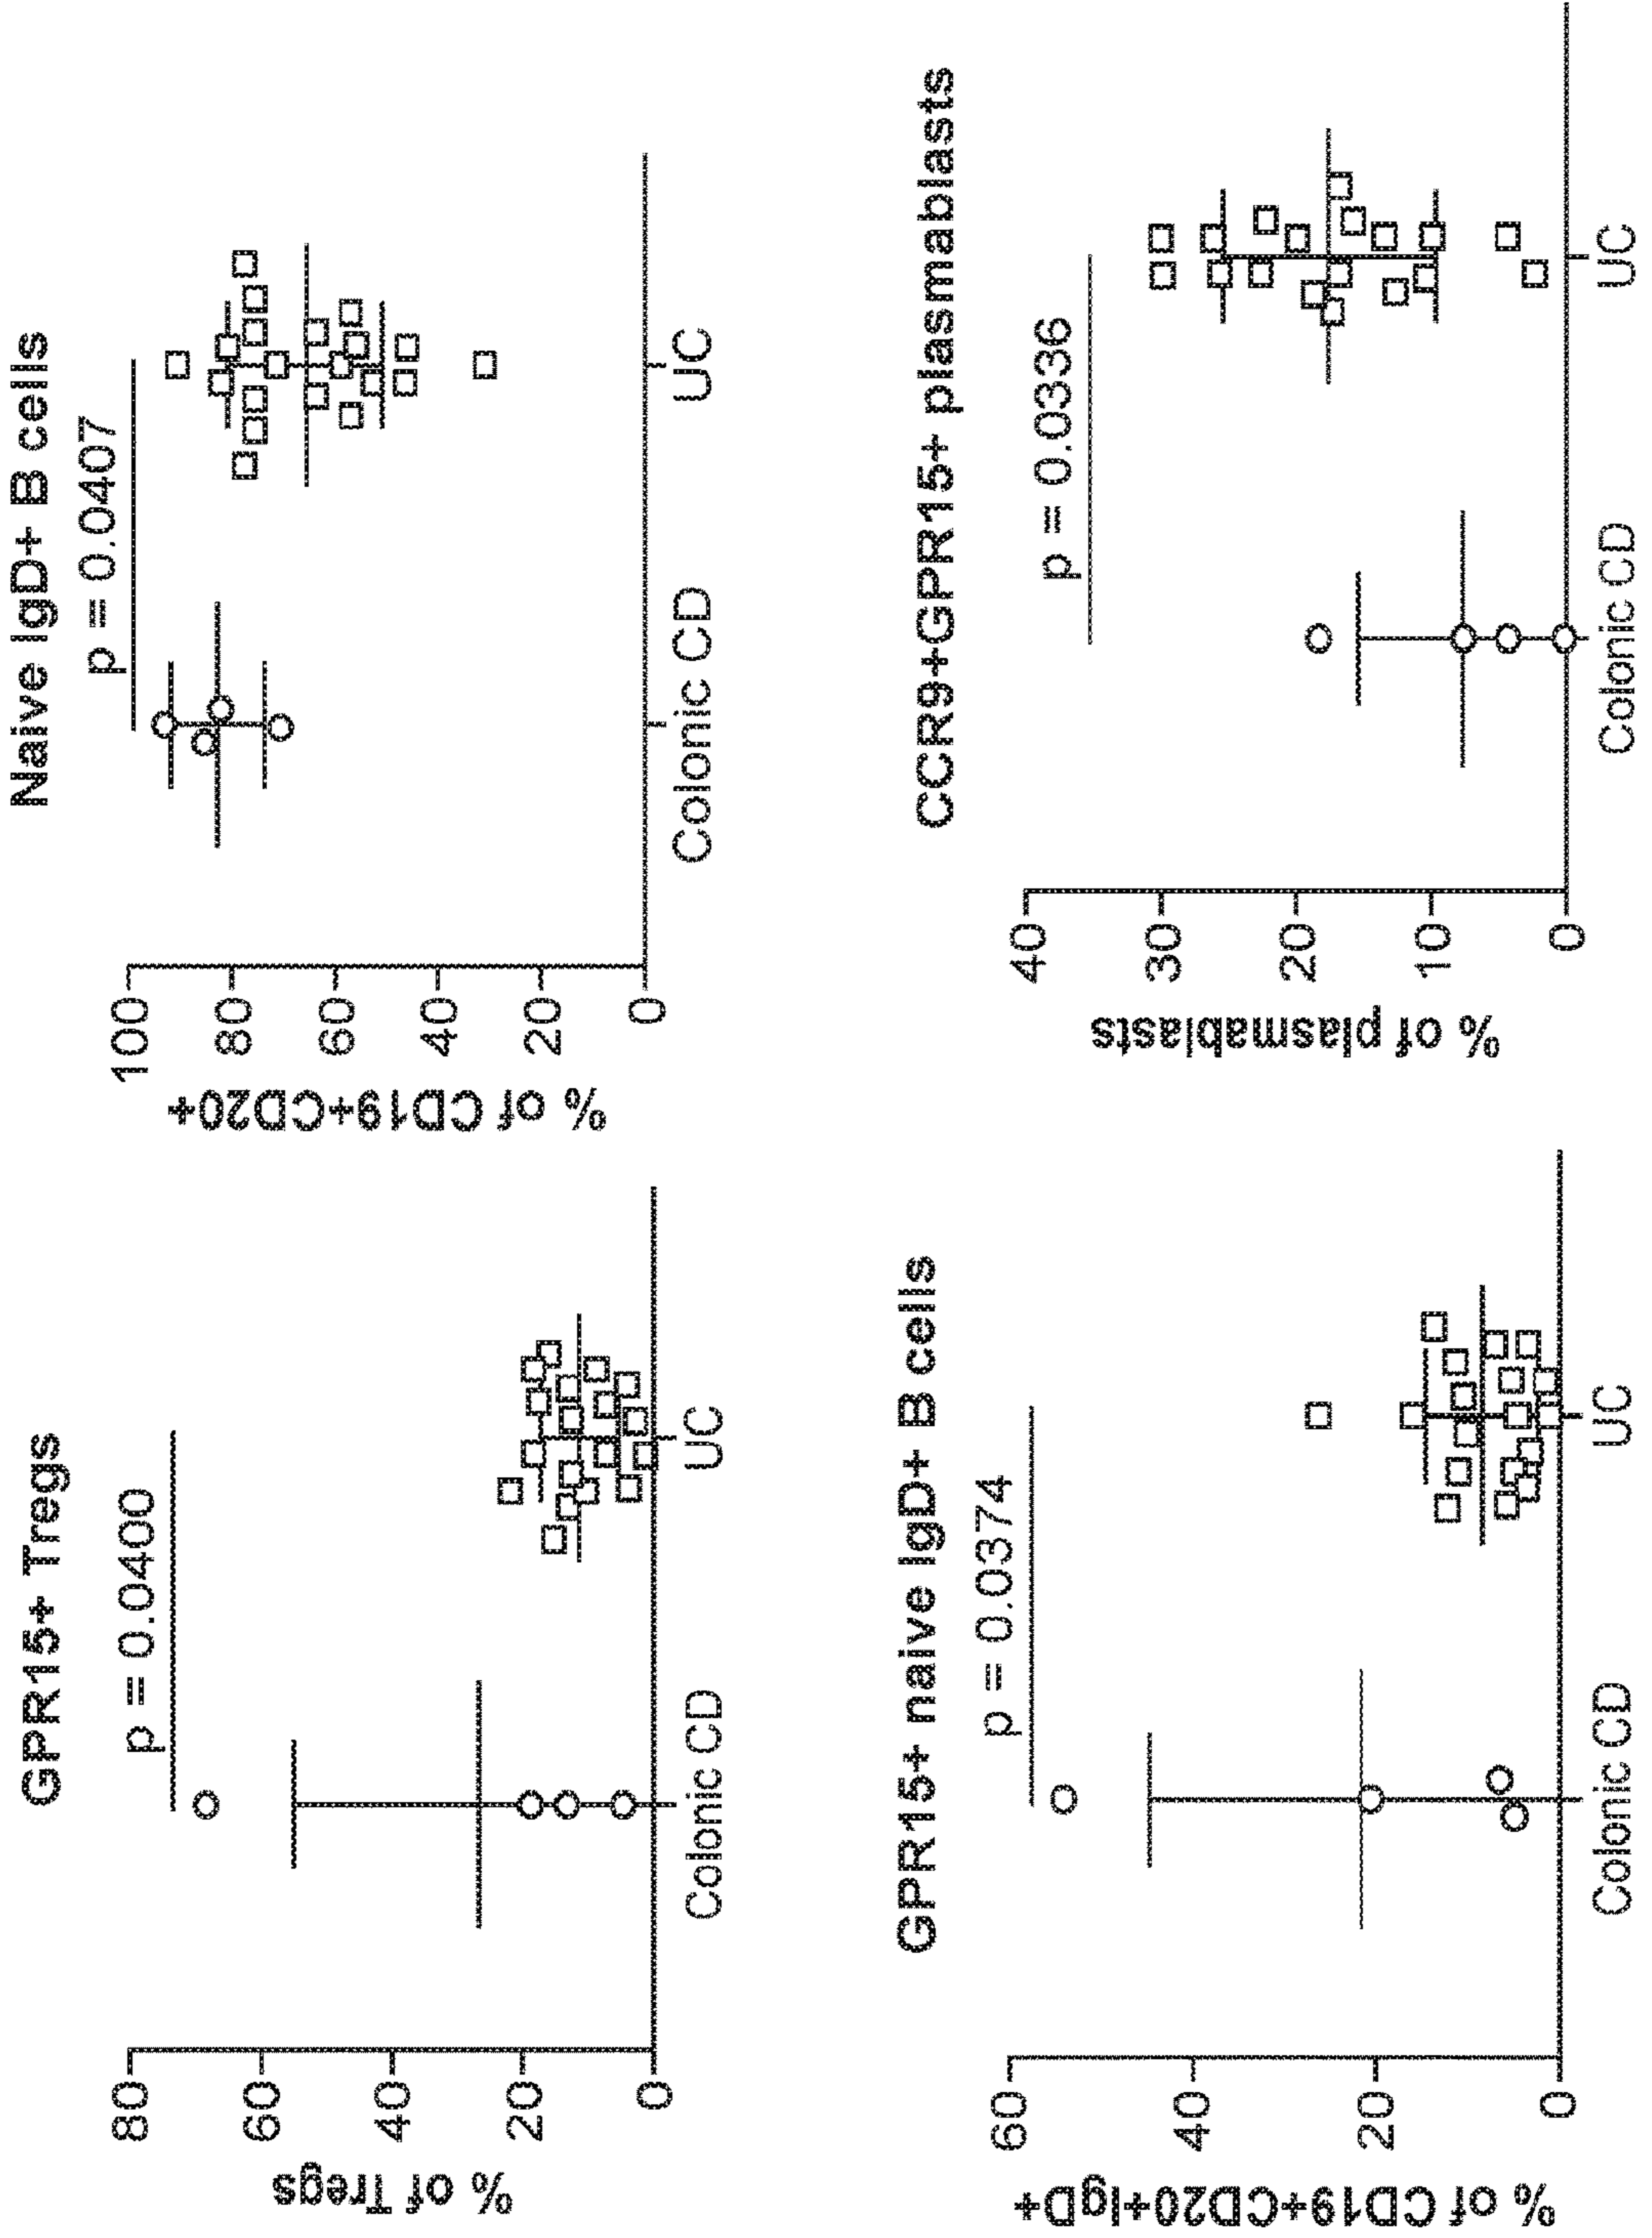 GPR15+ Tregs
p = 0.0400
80
60
40
20
0
% of Tregs
Colonic CD
UC
Naïve IgD+ B cells
p = 0.0407
100
80
60
40
20
0
% of CD19+CD20+
Colonic CD
UC
GPR15+ naive IgD+ B cells
p = 0.0374
60
40
20
0
% of CD19+CD20+IgD+
Colonic CD
UC
CCR9+GPR15+ plasmablasts
p = 0.0336
40
30
20
10
0
% of plasmablasts
Colonic CD
UC